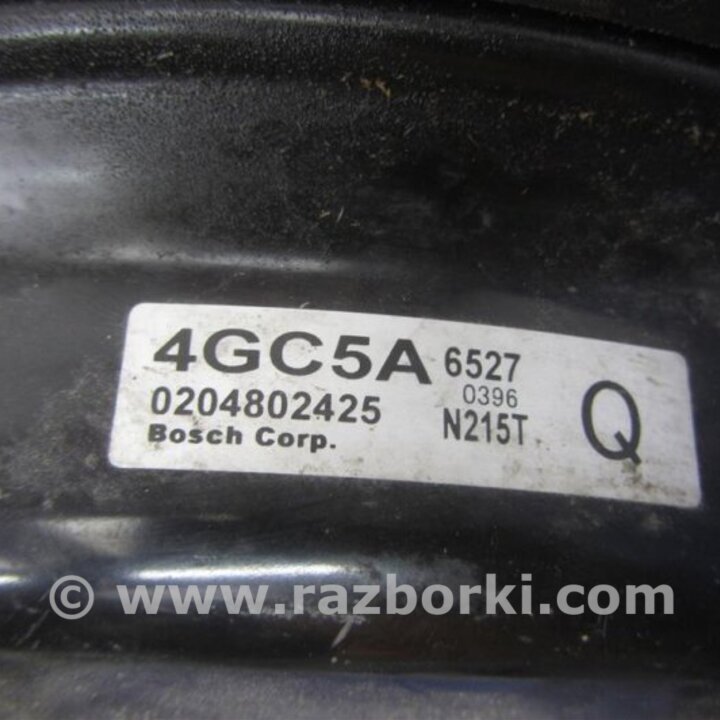 4GC5A 6527
0396
0204802425 N215T Q
Bosch Corp.
© www.razborki.com